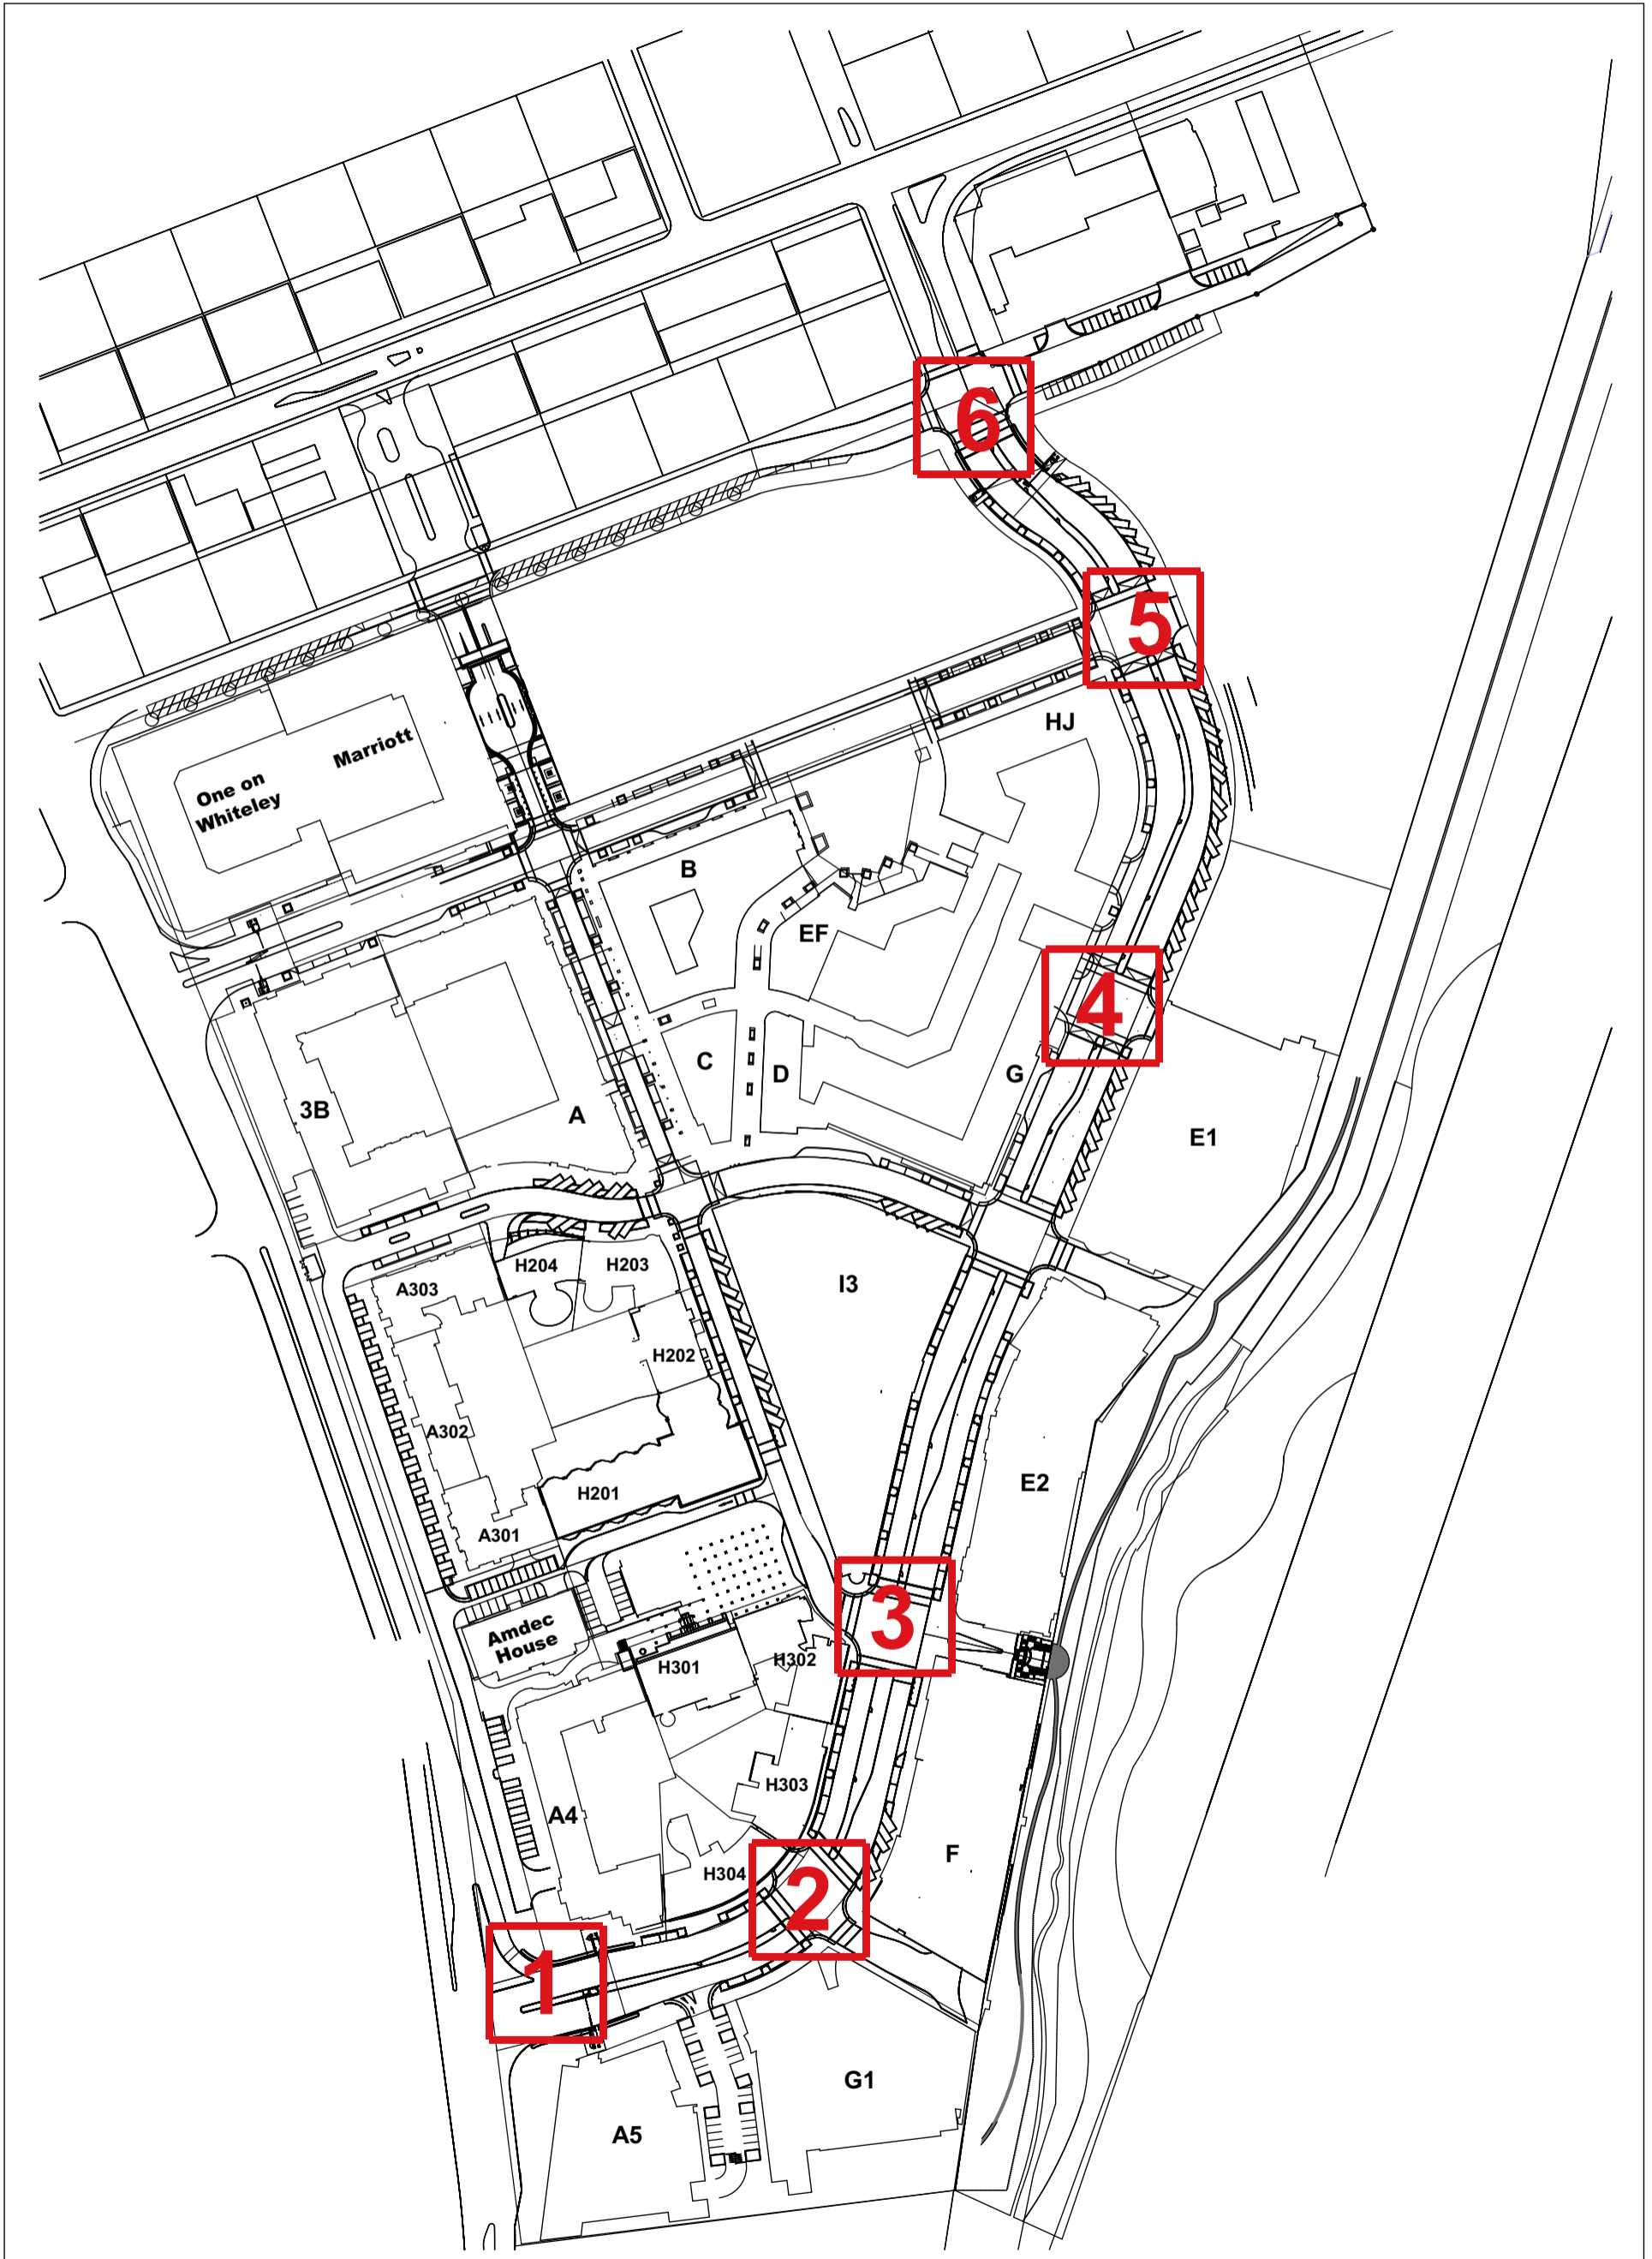 6
5
HJ
Marriott
One on
Whiteley
B
EF
4
C
D
G
3B
A
E1
H204
H203
A303
I3
H202
A302
E2
H201
A301
3
Amdec
House
H301
H302
H303
A4
F
H304
2
1
G1
A5